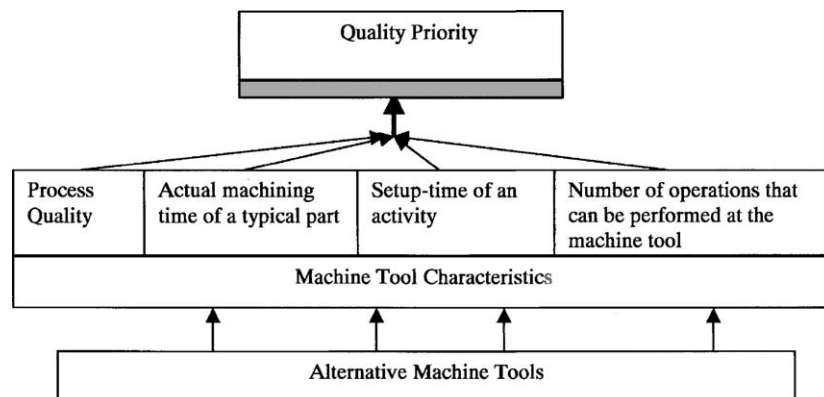 Quality Priority
Process
Quality
Actual machining
time of a typical part
Setup-time of an
activity
Number of operations that
can be performed at the
machine tool
Machine Tool Characteristics
Alternative Machine Tools